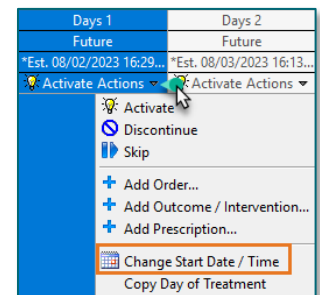 Days 1 Days 2
Future Future
*Est. 08/02/2023 16:29... *Est. 08/03/2023 16:13...
Activate Actions Activate Actions
Activate
Discontinue
Skip
Add Order...
Add Outcome / Intervention...
Add Prescription...
Change Start Date / Time
Copy Day of Treatment